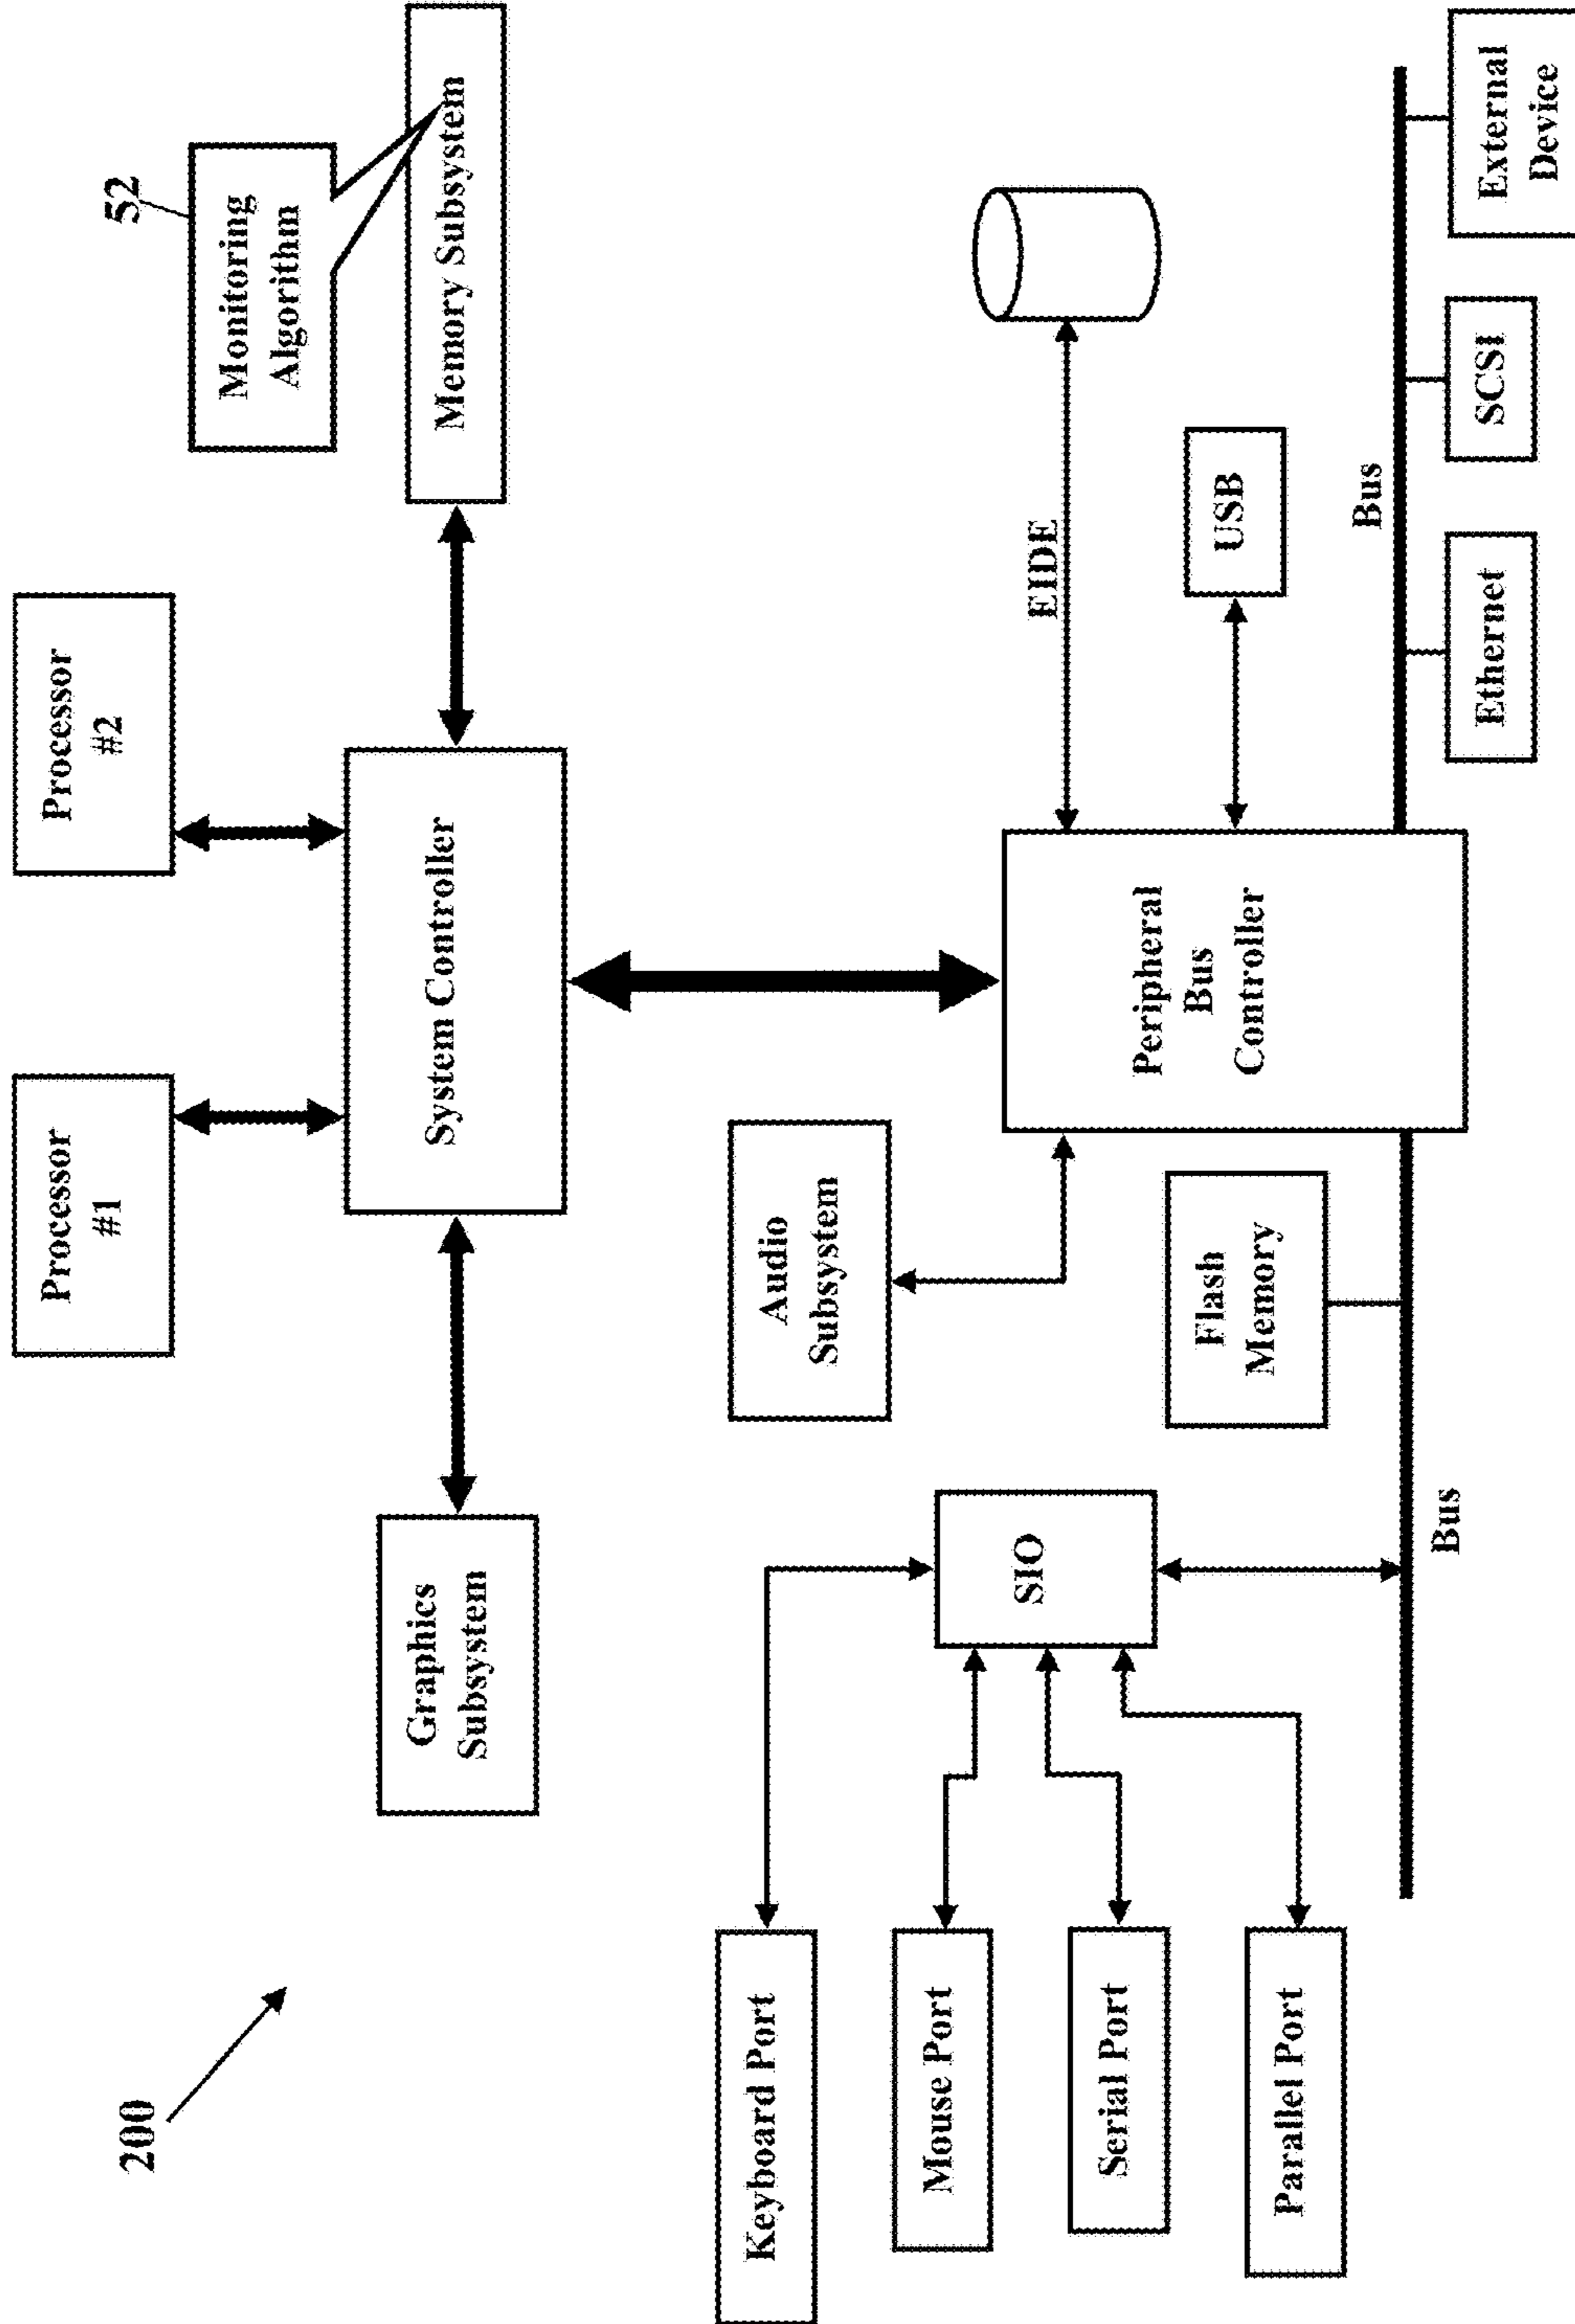 200
Processor
#1
Processor
#2
52
Monitoring
Algorithm
Graphics
Subsystem
System Controller
Memory Subsystem
Keyboard Port
Mouse Port
Serial Port
Parallel Port
SIO
Audio
Subsystem
Flash
Memory
Peripheral
Bus
Controller
EIDE
USB
Bus
Bus
Ethernet
SCSI
External
Device